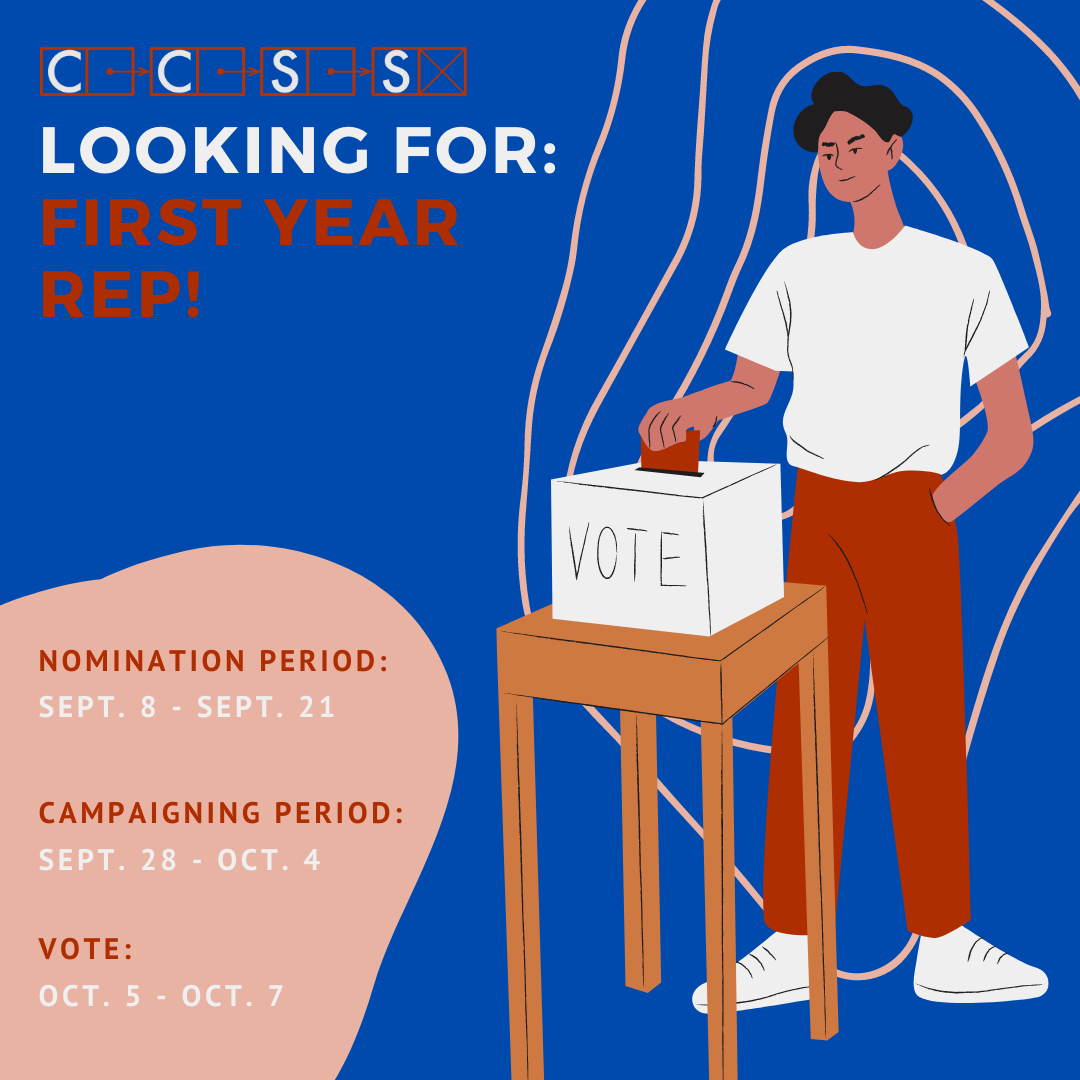 CCSS
LOOKING FOR:
FIRST YEAR
REP!
VOTE
NOMINATION PERIOD:
SEPT. 8 - SEPT. 21
CAMPAIGNING PERIOD:
SEPT. 28 - OCT. 4
VOTE:
OCT. 5 - OCT. 7